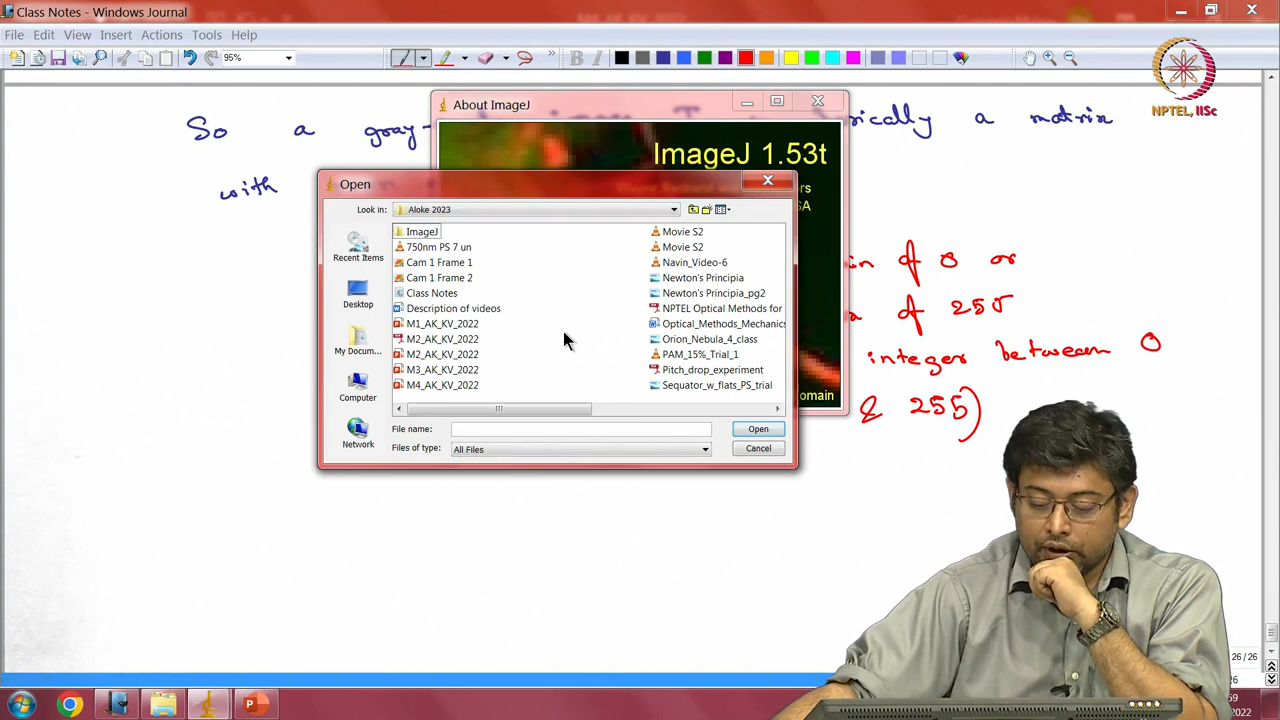 Class Notes - Windows Journal
File Edit View Insert Actions Tools Help
95%
B I
NPTEL, IISc
So a gray- rically a matrix
with
About ImageJ
ImageJ 1.53t
rs
SA
omain
Open
Look in: Aloke 2023
Recent Items
Desktop
My Docum...
Computer
Network
ImageJ
750nm PS 7 un
Cam 1 Frame 1
Cam 1 Frame 2
Class Notes
Description of videos
M1_AK_KV_2022
M2_AK_KV_2022
M2_AK_KV_2022
M3_AK_KV_2022
M4_AK_KV_2022
Movie S2
Movie S2
Navin_Video-6
Newton's Principia
Newton's Principia_pg2
NPTEL Optical Methods for
Optical_Methods_Mechanics
Orion_Nebula_4_class
PAM_15%_Trial_1
Pitch_drop_experiment
Sequator_w_flats_PS_trial
File name:
Open
Files of type: All Files
Cancel
in of 0 or
of 255
integer between 0
& 255)
26 / 26
59
2022